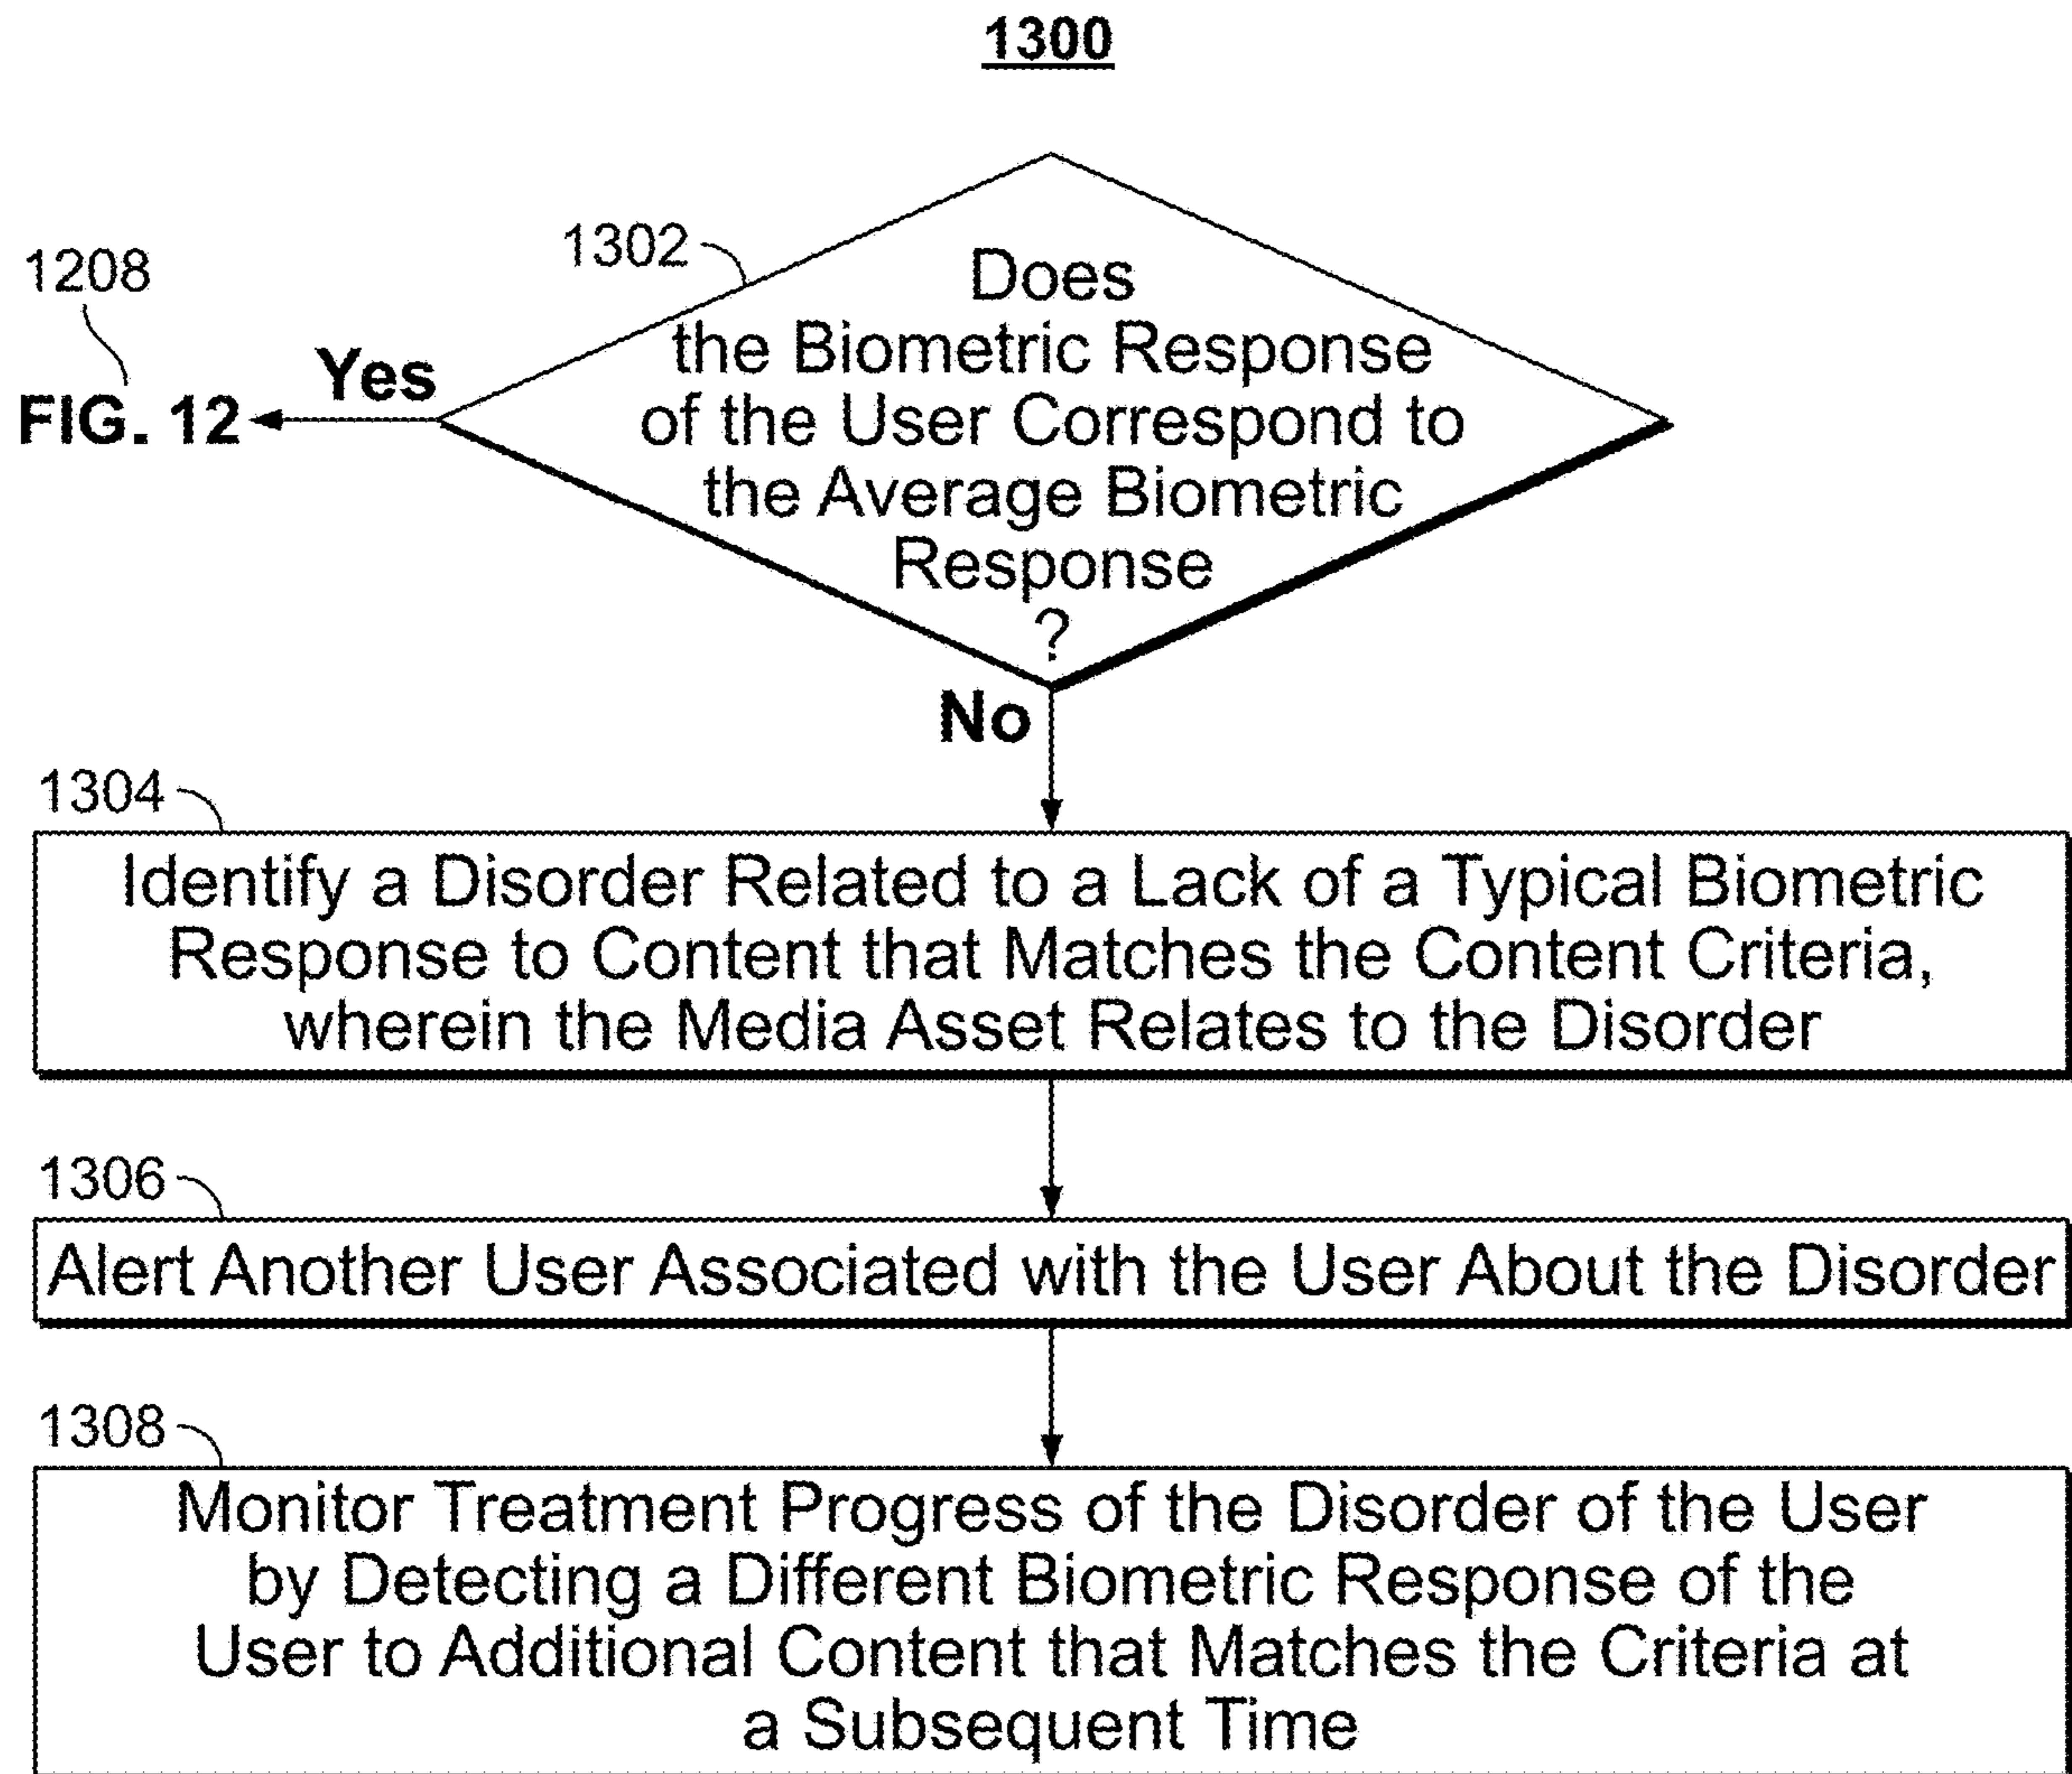 1300
1302
Does
the Biometric Response
of the User Correspond to
the Average Biometric
Response
?
1208
Yes
FIG. 12
No
1304
Identify a Disorder Related to a Lack of a Typical Biometric
Response to Content that Matches the Content Criteria,
wherein the Media Asset Relates to the Disorder
1306
Alert Another User Associated with the User About the Disorder
1308
Monitor Treatment Progress of the Disorder of the User
by Detecting a Different Biometric Response of the
User to Additional Content that Matches the Criteria at
a Subsequent Time